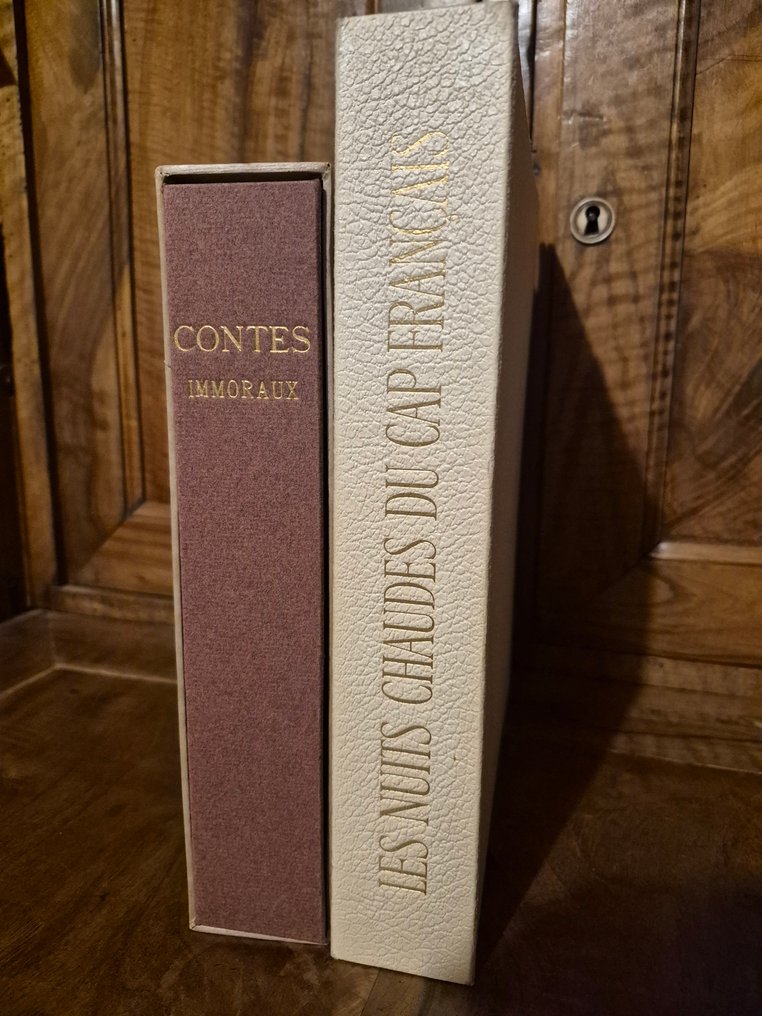 CONTES
IMMORAUX
LES NUITS CHAUDES DU CAP FRANÇAIS